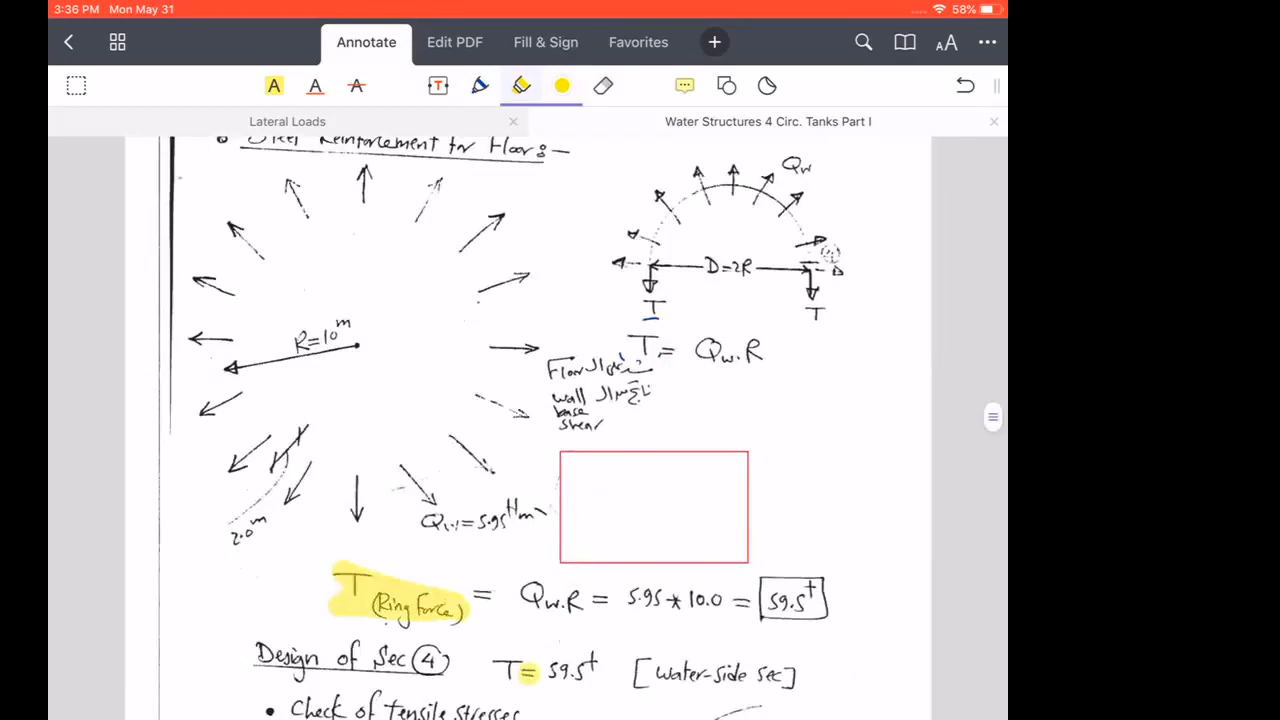 3:36 PM Mon May 31
58%
Annotate
Edit PDF
Fill & Sign
Favorites
Lateral Loads
Water Structures 4 Circ. Tanks Part I
Steel Reinforcement for Floor:-
Qw
D=2R
T
T
T = Qw.R
R=10m
Floor
wall
base
shear
2.0m
= 5.95 t/m
T (Ring Force) = Qw.R = 5.95 * 10.0 = 59.5t
Design of Sec 4 T = 59.5t [water-side sec]
• Check of tensile stresses